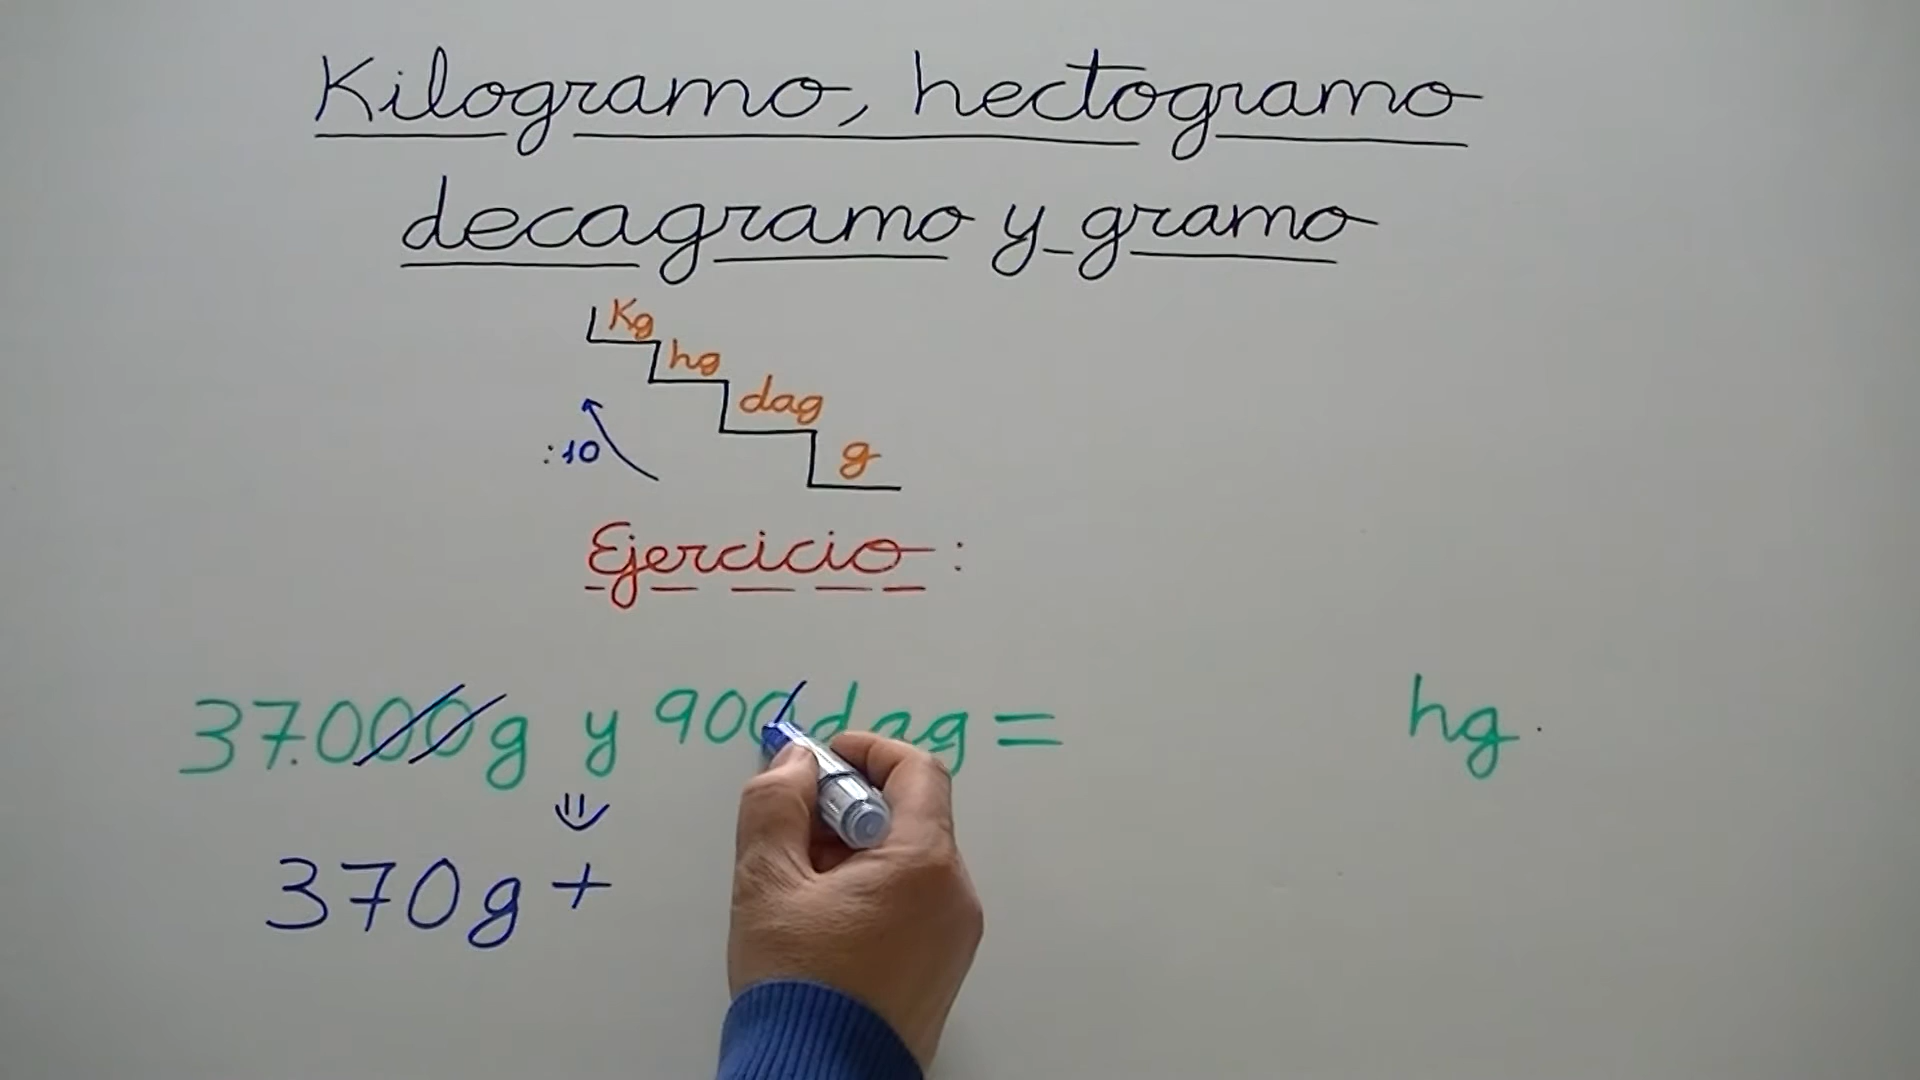 Kilogramo, hectogramo
decagramo y gramo
Kg
hg
dag
:10
g
Ejercicio:
37.000g y 900dag = hg.
370g +